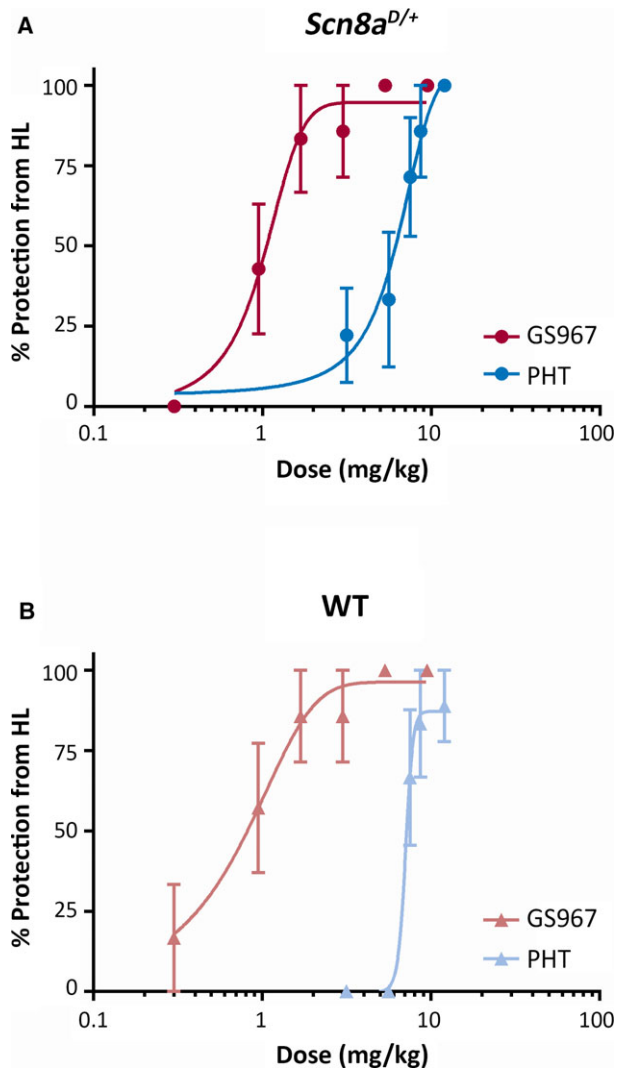 A
Scn8a^D/+
% Protection from HL
100
75
50
25
0
0.1 1 10 100
Dose (mg/kg)
GS967
PHT
B
WT
% Protection from HL
100
75
50
25
0
0.1 1 10 100
Dose (mg/kg)
GS967
PHT